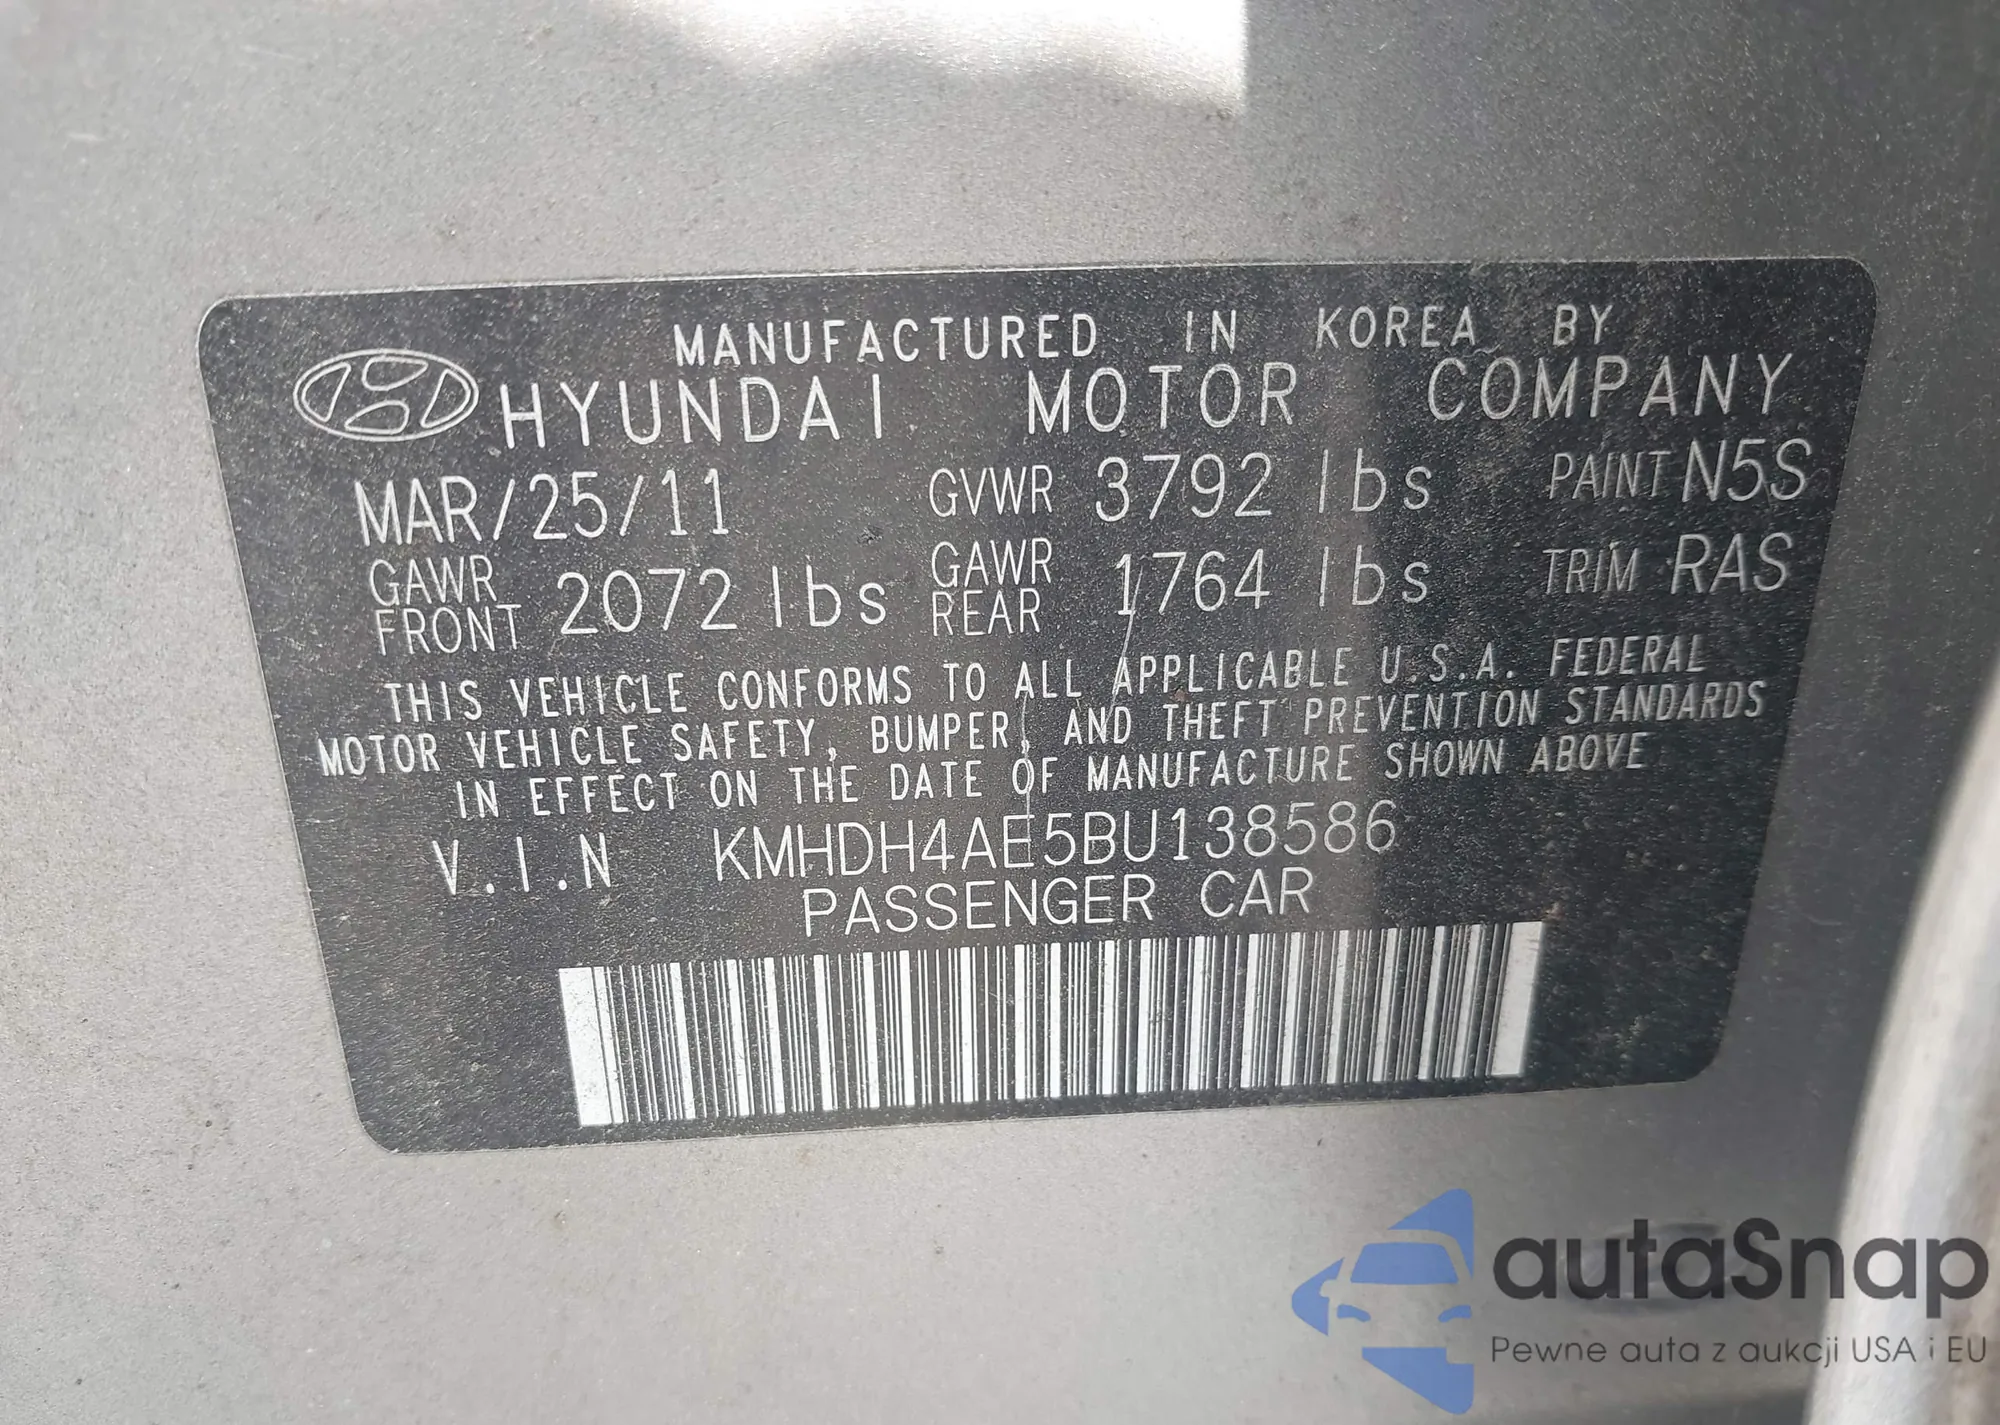 MANUFACTURED IN KOREA BY
HYUNDAI MOTOR COMPANY
MAR/25/11 GVWR 3792 lbs PAINT N5S
GAWR FRONT 2072 lbs GAWR REAR 1764 lbs TRIM RAS
THIS VEHICLE CONFORMS TO ALL APPLICABLE U.S.A. FEDERAL
MOTOR VEHICLE SAFETY, BUMPER, AND THEFT PREVENTION STANDARDS
IN EFFECT ON THE DATE OF MANUFACTURE SHOWN ABOVE
V.I.N KMHDH4AE5BU138586
PASSENGER CAR
autaSnap
Pewne auta z aukcji USA i EU